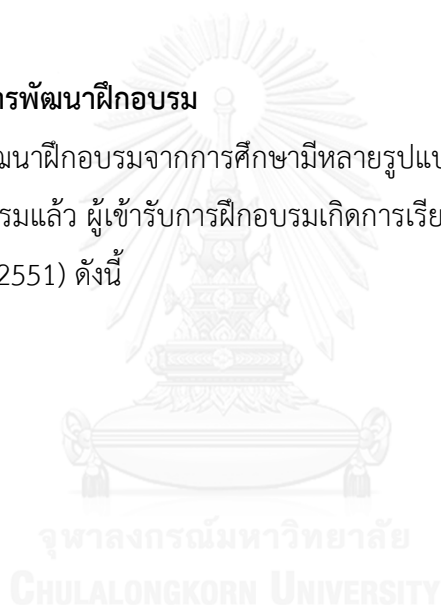 ารพัฒนาฝึกอบรม
ฒนาฝึกอบรมจากการศึกษามีหลายรูปแบ
รมแล้ว ผู้เข้ารับการฝึกอบรมเกิดการเรีย
2551) ดังนี้
จุฬาลงกรณ์มหาวิทยาลัย
CHULALONGKORN UNIVERSITY